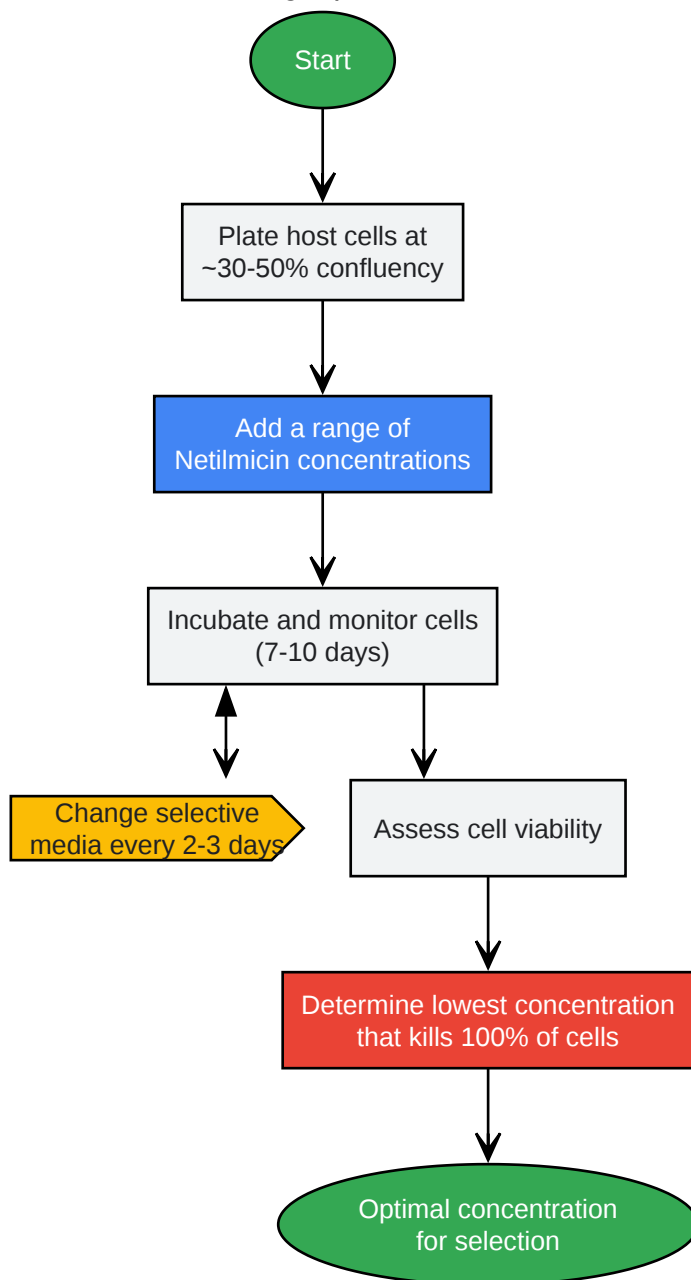 Start
Plate host cells at
~30-50% confluency
Add a range of
Netilmicin concentrations
Incubate and monitor cells
(7-10 days)
Change selective
media every 2-3 days
Assess cell viability
Determine lowest concentration
that kills 100% of cells
Optimal concentration
for selection